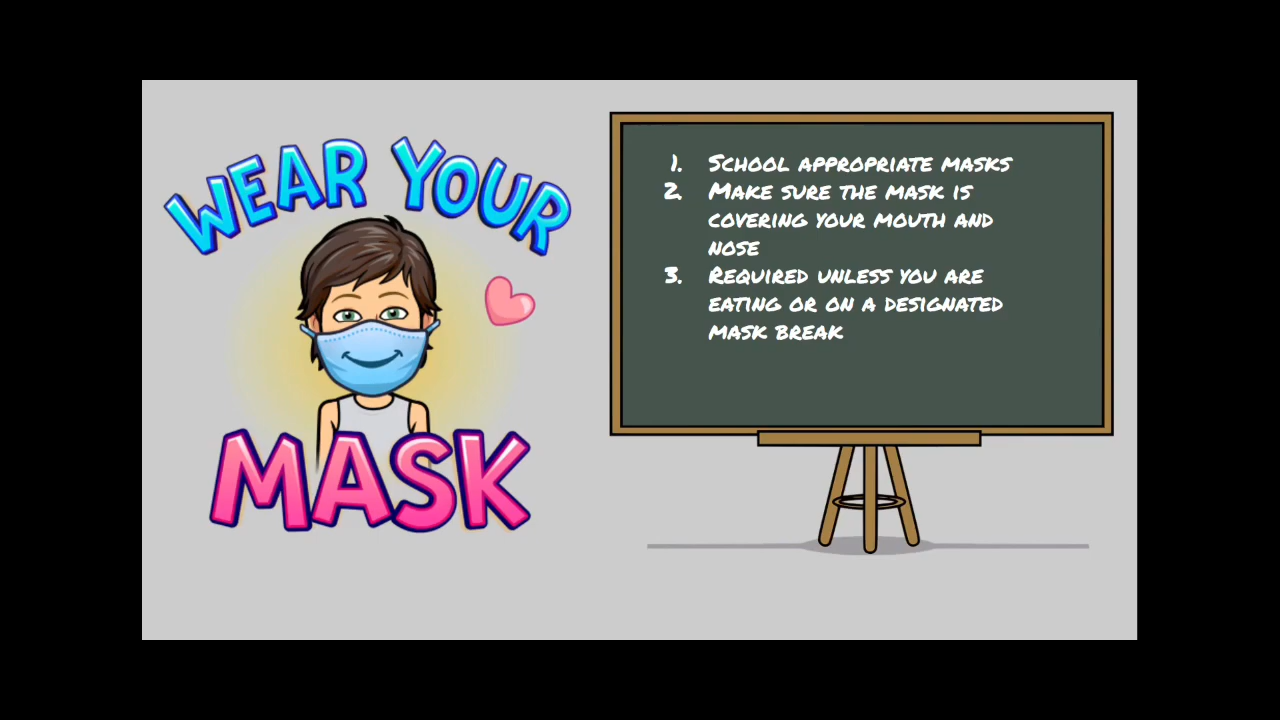 WEAR YOUR
MASK
1. SCHOOL APPROPRIATE MASKS
2. MAKE SURE THE MASK IS
COVERING YOUR MOUTH AND
NOSE
3. REQUIRED UNLESS YOU ARE
EATING OR ON A DESIGNATED
MASK BREAK